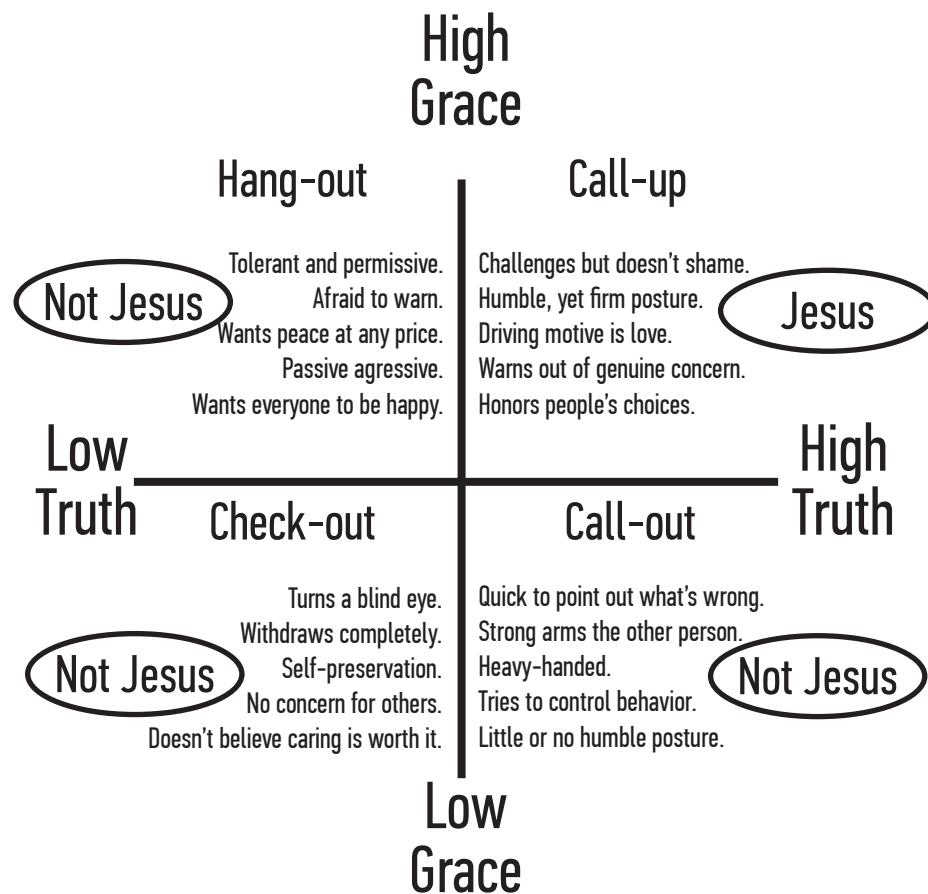 High
Grace
Hang-out
Call-up
Tolerant and permissive.
Afraid to warn.
Wants peace at any price.
Passive agressive.
Wants everyone to be happy.
Not Jesus
Challenges but doesn't shame.
Humble, yet firm posture.
Driving motive is love.
Warns out of genuine concern.
Honors people's choices.
Jesus
Low
Truth
High
Truth
Check-out
Call-out
Turns a blind eye.
Withdraws completely.
Self-preservation.
No concern for others.
Doesn't believe caring is worth it.
Not Jesus
Quick to point out what's wrong.
Strong arms the other person.
Heavy-handed.
Tries to control behavior.
Little or no humble posture.
Not Jesus
Low
Grace